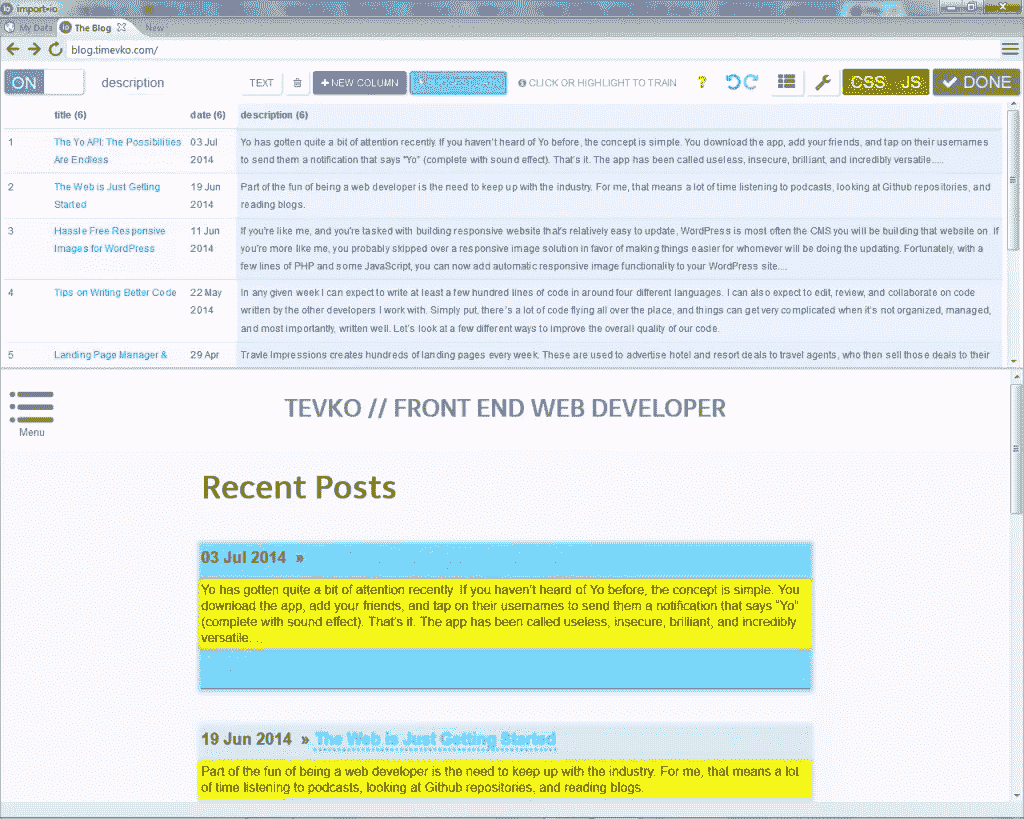 import•io
My Data The Blog New
blog.timevko.com/
ON description TEXT + NEW COLUMN CLICK OR HIGHLIGHT TO TRAIN ? CSS JS DONE
title (6) date (6) description (6)
1 The Yo API: The Possibilities 03 Jul Yo has gotten quite a bit of attention recently. If you haven't heard of Yo before, the concept is simple. You download the app, add your friends, and tap on their usernames
Are Endless 2014 to send them a notification that says "Yo" (complete with sound effect). That's it. The app has been called useless, insecure, brilliant, and incredibly versatile.....
2 The Web is Just Getting 19 Jun Part of the fun of being a web developer is the need to keep up with the industry. For me, that means a lot of time listening to podcasts, looking at Github repositories, and
Started 2014 reading blogs.
3 Hassle Free Responsive 11 Jun If you're like me, and you're tasked with building responsive website that's relatively easy to update, WordPress is most often the CMS you will be building that website on. If
Images for WordPress 2014 you're more like me, you probably skipped over a responsive image solution in favor of making things easier for whomever will be doing the updating. Fortunately, with a
few lines of PHP and some JavaScript, you can now add automatic responsive image functionality to your WordPress site....
4 Tips on Writing Better Code 22 May In any given week I can expect to write at least a few hundred lines of code in around four different languages. I can also expect to edit, review, and collaborate on code
2014 written by the other developers I work with. Simply put, there's a lot of code flying all over the place, and things can get very complicated when it's not organized, managed,
and most importantly, written well. Let's look at a few different ways to improve the overall quality of our code.
5 Landing Page Manager & 29 Apr Travie Impressions creates hundreds of landing pages every week. These are used to advertise hotel and resort deals to travel agents, who then sell those deals to their
TEVKO // FRONT END WEB DEVELOPER
Menu
Recent Posts
03 Jul 2014 »
Yo has gotten quite a bit of attention recently. If you haven't heard of Yo before, the concept is simple. You
download the app, add your friends, and tap on their usernames to send them a notification that says "Yo"
(complete with sound effect). That's it. The app has been called useless, insecure, brilliant, and incredibly
versatile....
19 Jun 2014 » The Web is Just Getting Started
Part of the fun of being a web developer is the need to keep up with the industry. For me, that means a lot
of time listening to podcasts, looking at Github repositories, and reading blogs.